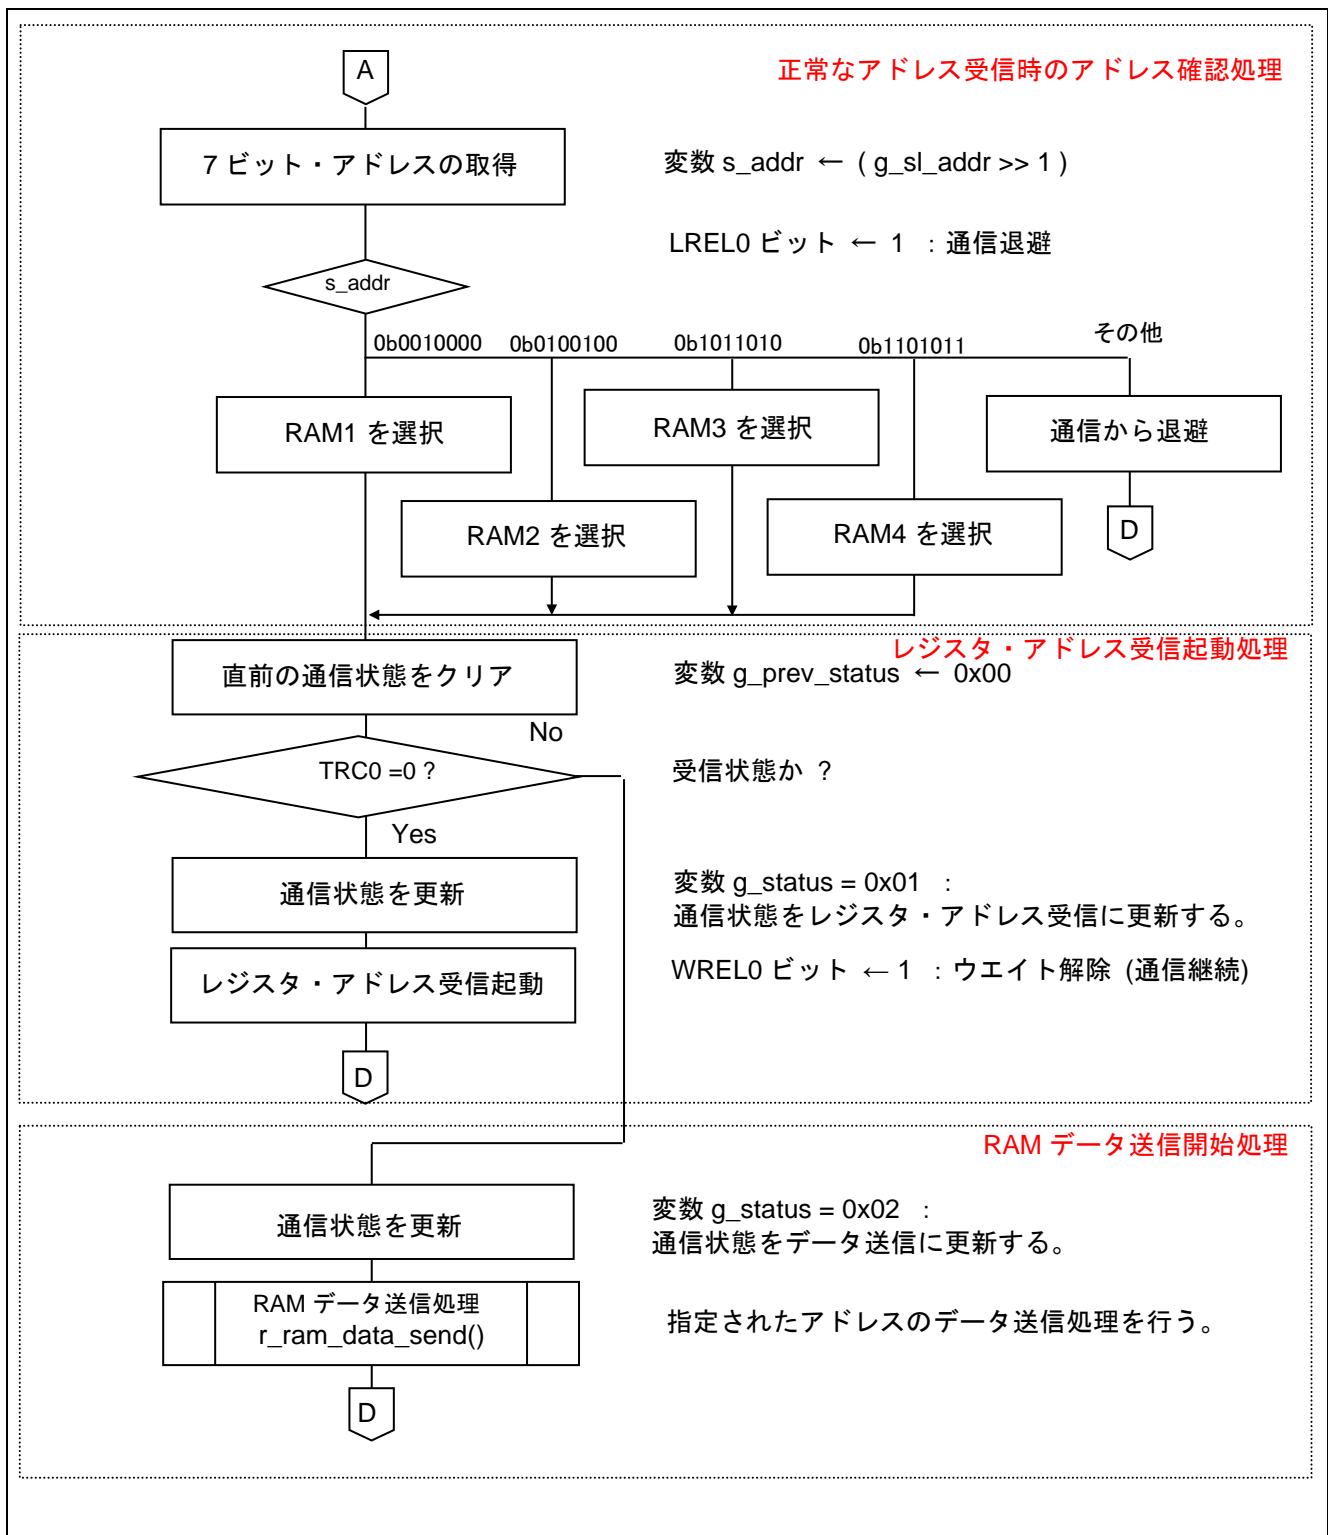 A
正常なアドレス受信時のアドレス確認処理
7 ビット・アドレスの取得
変数 s_addr ← ( g_sl_addr >> 1 )
LREL0 ビット ← 1 ：通信退避
s_addr
0b0010000
0b0100100
0b1011010
0b1101011
その他
RAM1 を選択
RAM3 を選択
通信から退避
RAM2 を選択
RAM4 を選択
D
レジスタ・アドレス受信起動処理
直前の通信状態をクリア
変数 g_prev_status ← 0x00
No
TRC0 =0 ?
受信状態か ？
Yes
通信状態を更新
変数 g_status = 0x01 ：
通信状態をレジスタ・アドレス受信に更新する。
レジスタ・アドレス受信起動
WREL0 ビット ← 1 ：ウエイト解除 (通信継続)
D
RAM データ送信開始処理
通信状態を更新
変数 g_status = 0x02 ：
通信状態をデータ送信に更新する。
RAM データ送信処理
r_ram_data_send()
指定されたアドレスのデータ送信処理を行う。
D